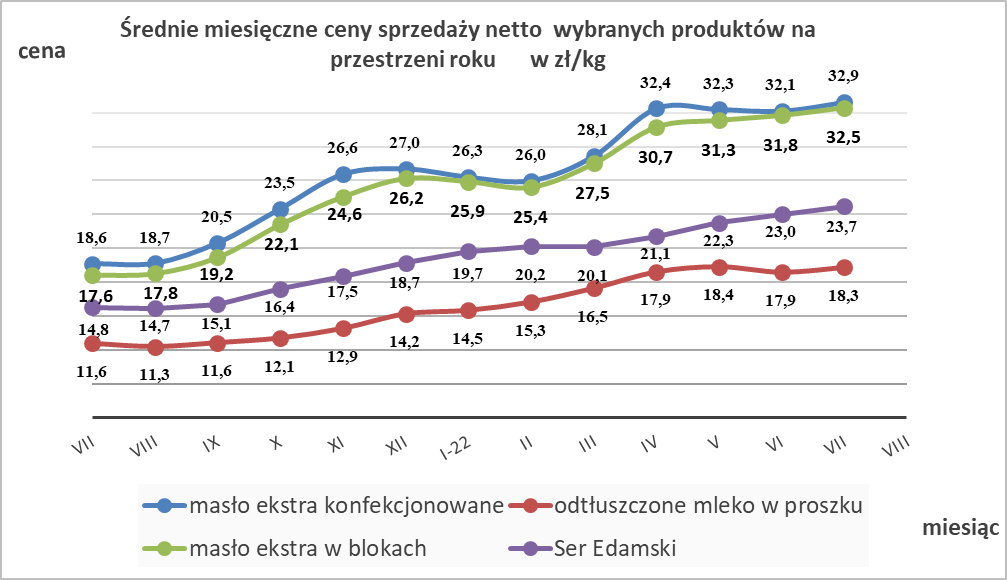 Średnie miesięczne ceny sprzedaży netto wybranych produktów na
przestrzeni roku w zł/kg
cena
32,4 32,3 32,1 32,9
28,1
26,6 27,0 26,3 26,0
23,5
20,5
18,6 18,7
30,7 31,3 31,8 32,5
24,6 26,2 25,9 25,4 27,5
22,1
19,2
17,6 17,8
21,1 22,3 23,0 23,7
17,5 18,7 19,7 20,2 20,1
14,8 14,7 15,1 16,4
17,9 18,4 17,9 18,3
14,2 14,5 15,3 16,5
11,6 11,3 11,6 12,1 12,9
VII VIII IX X XI XII I-22 II III IV V VI VII VIII
masło ekstra konfekcjonowane odtłuszczone mleko w proszku
masło ekstra w blokach Ser Edamski
miesiąc